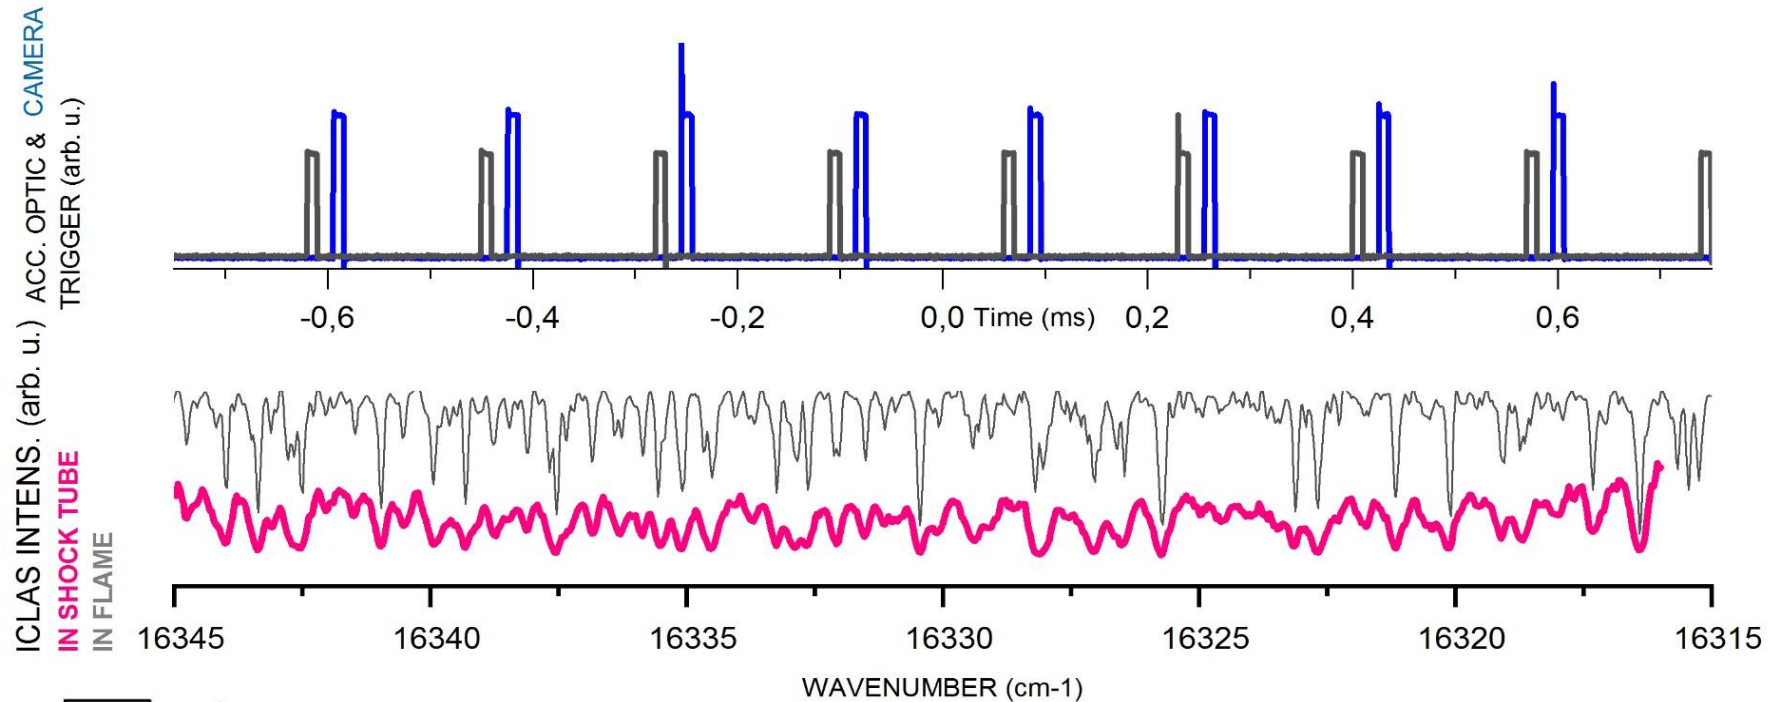 ACC. OPTIC & CAMERA
TRIGGER (arb. u.)
-0,6 -0,4 -0,2 0,0 Time (ms) 0,2 0,4 0,6
ICLAS INTENS. (arb. u.)
IN SHOCK TUBE
IN FLAME
16345 16340 16335 16330 16325 16320 16315
WAVENUMBER (cm-1)